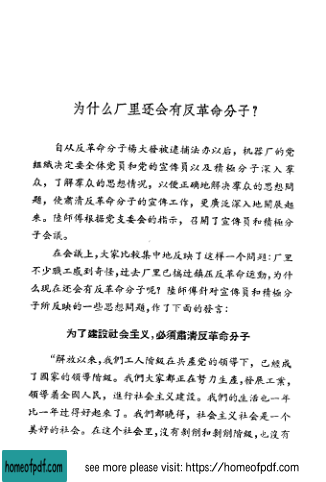 为什么厂里还会有反革命分子？
自从反革命分子楊大發被逮捕法办以后，机器厂的党
組織决定要全体党員和党的宣傳員以及積極分子深入羣
众，了解羣众的思想情况，以便正确地解决羣众的思想問
題，使肅清反革命分子的宣傳工作，更廣泛深入地開展起
来。陸師傅根据党支委会的指示，召開了宣傳員和積極分
子会議。
在会議上，大家比較集中地反映了这样一个問題：厂里
不少職工感到奇怪，过去厂里已搞过鎮压反革命运動，为什
么现在还会有反革命分子呢？陸師傅針对宣傳員和積極分
子所反映的一些思想問題，作了下面的發言：
为了建設社会主义，必須肅清反革命分子
“解放以来，我們工人階級在共產党的領導下，已經成
了國家的領導階級。我們大家都正在努力生產，發展工業，
領導着全國人民，進行社会主义建設。我們的生活也一年
比一年过得好起来了。我們都曉得，社会主义社会是一个
美好的社会。在这个社会里，沒有剝削和剝削階級，也沒有
homeofpdf.com
see more please visit: https://homeofpdf.com